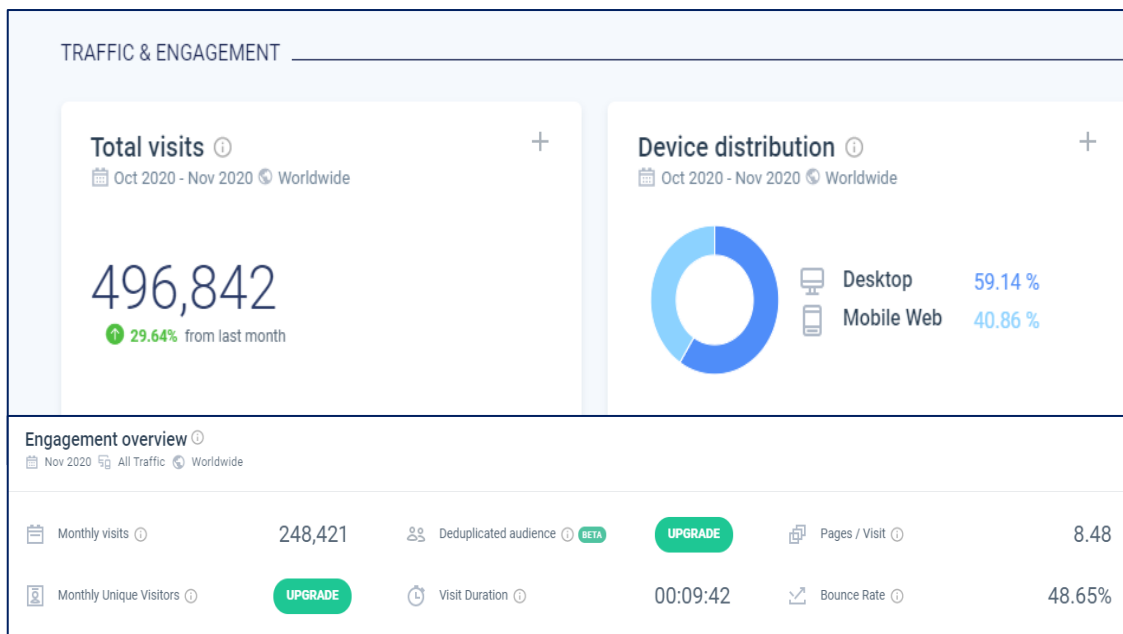 TRAFFIC & ENGAGEMENT
Total visits
Oct 2020 - Nov 2020 Worldwide
496,842
29.64% from last month
Device distribution
Oct 2020 - Nov 2020 Worldwide
Desktop 59.14 %
Mobile Web 40.86 %
Engagement overview
Nov 2020 All Traffic Worldwide
Monthly visits 248,421
Deduplicated audience BETA UPGRADE
Pages / Visit 8.48
Monthly Unique Visitors UPGRADE
Visit Duration 00:09:42
Bounce Rate 48.65%